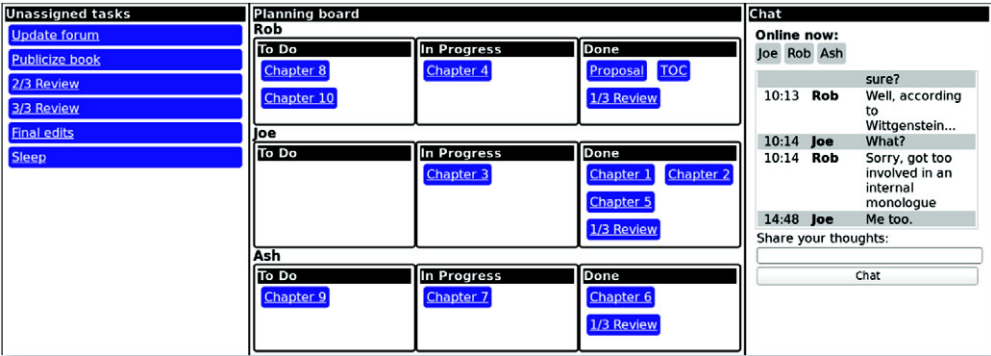 Unassigned tasks
Update forum
Publicize book
2/3 Review
3/3 Review
Final edits
Sleep
Planning board
Rob
To Do
Chapter 8
Chapter 10
In Progress
Chapter 4
Done
Proposal TOC
1/3 Review
Joe
To Do
In Progress
Chapter 3
Done
Chapter 1 Chapter 2
Chapter 5
1/3 Review
Ash
To Do
Chapter 9
In Progress
Chapter 7
Done
Chapter 6
1/3 Review
Chat
Online now:
Joe Rob Ash
sure?
10:13 Rob Well, according
to
Wittgenstein...
10:14 Joe What?
10:14 Rob Sorry, got too
involved in an
internal
monologue
14:48 Joe Me too.
Share your thoughts:
Chat